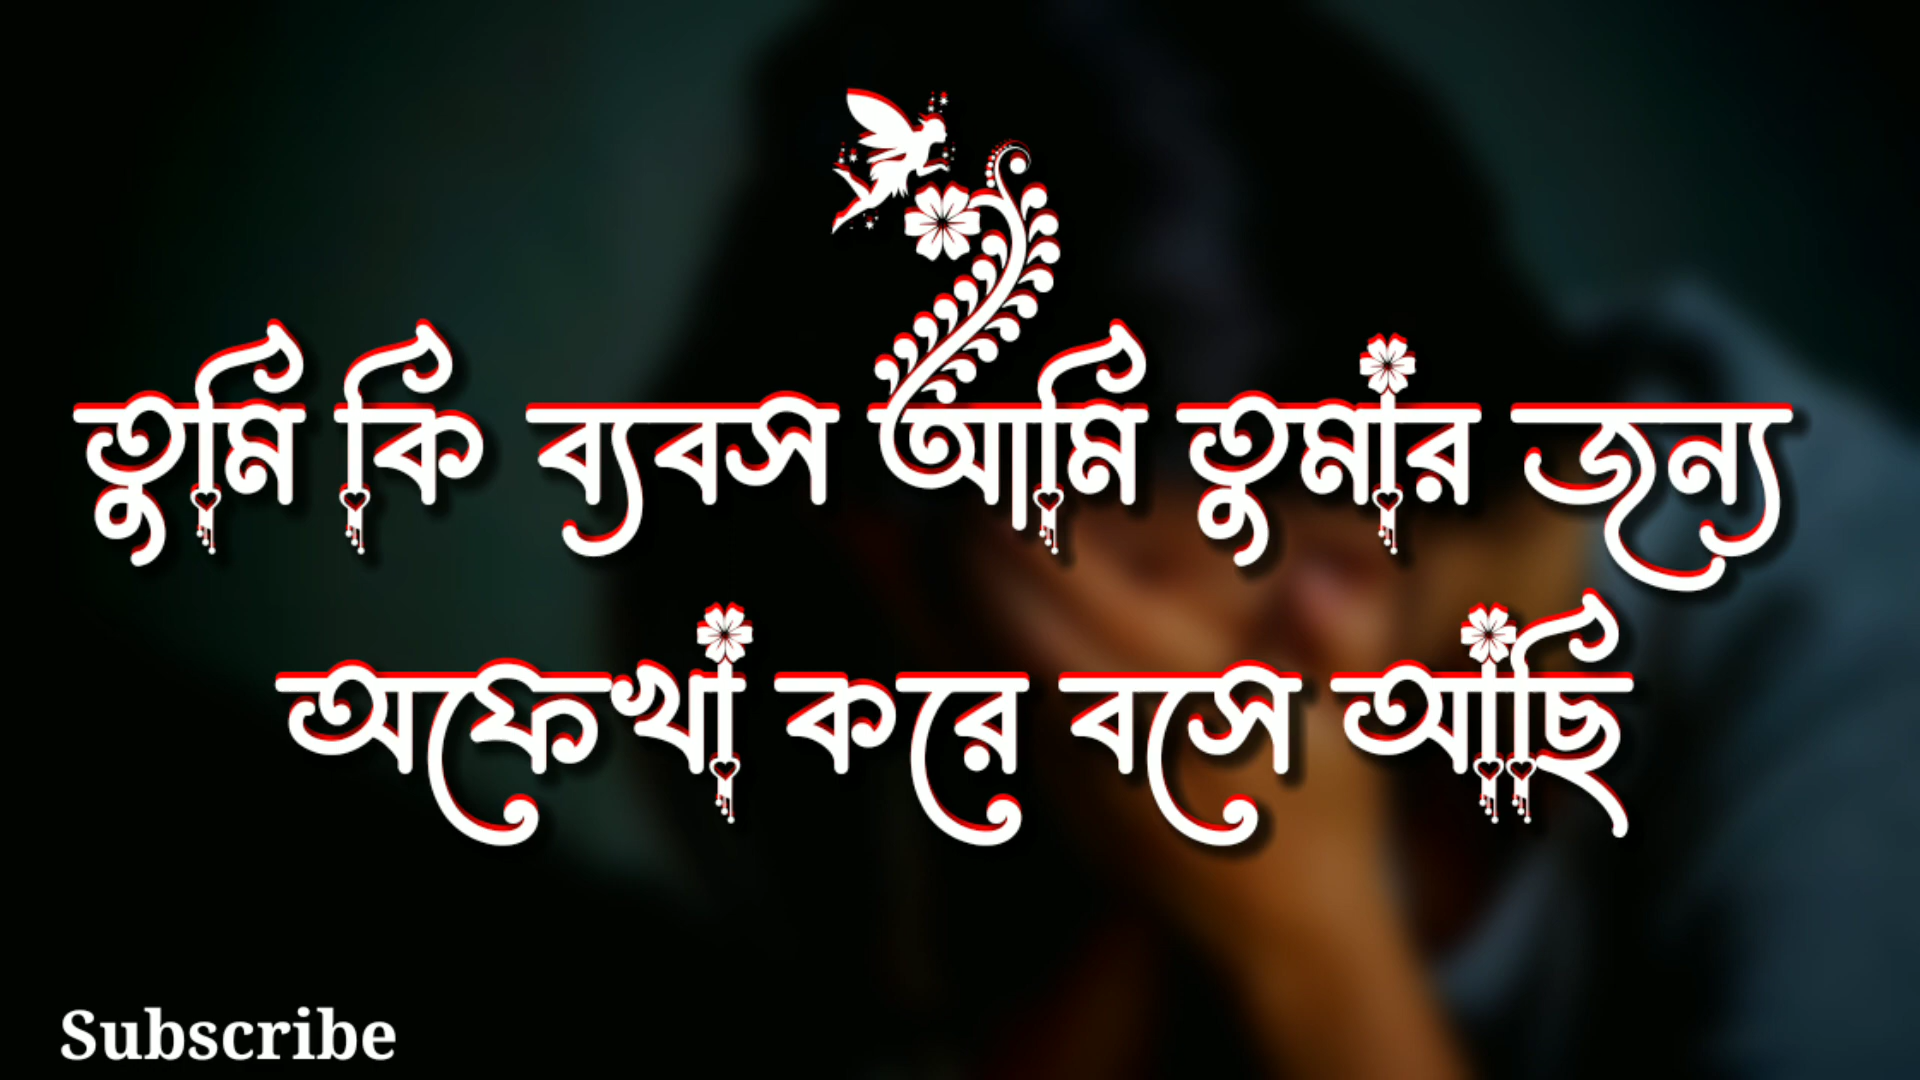 তুমি কি ব্যবস আমি তুমার জন্য
অফেখা করে বসে আছি
Subscribe